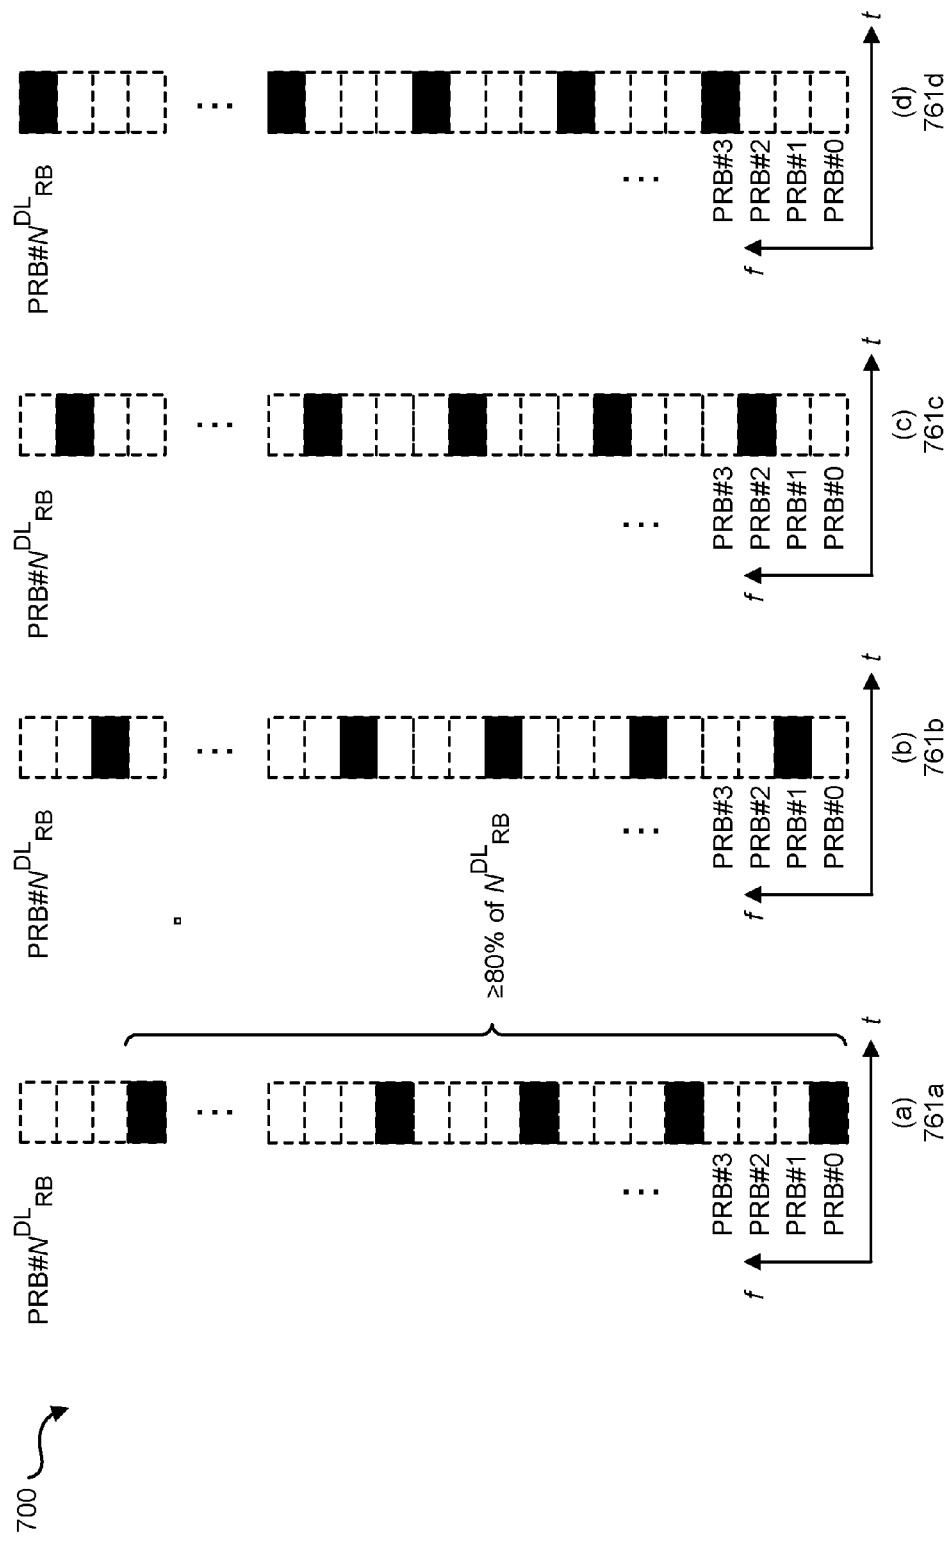 700
PRB#N^DL_RB
PRB#3
PRB#2
PRB#1
PRB#0
...
...
f
t
(a)
761a
≥80% of N^DL_RB
PRB#N^DL_RB
PRB#3
PRB#2
PRB#1
PRB#0
...
...
f
t
(b)
761b
PRB#N^DL_RB
PRB#3
PRB#2
PRB#1
PRB#0
...
...
f
t
(c)
761c
PRB#N^DL_RB
PRB#3
PRB#2
PRB#1
PRB#0
...
...
f
t
(d)
761d